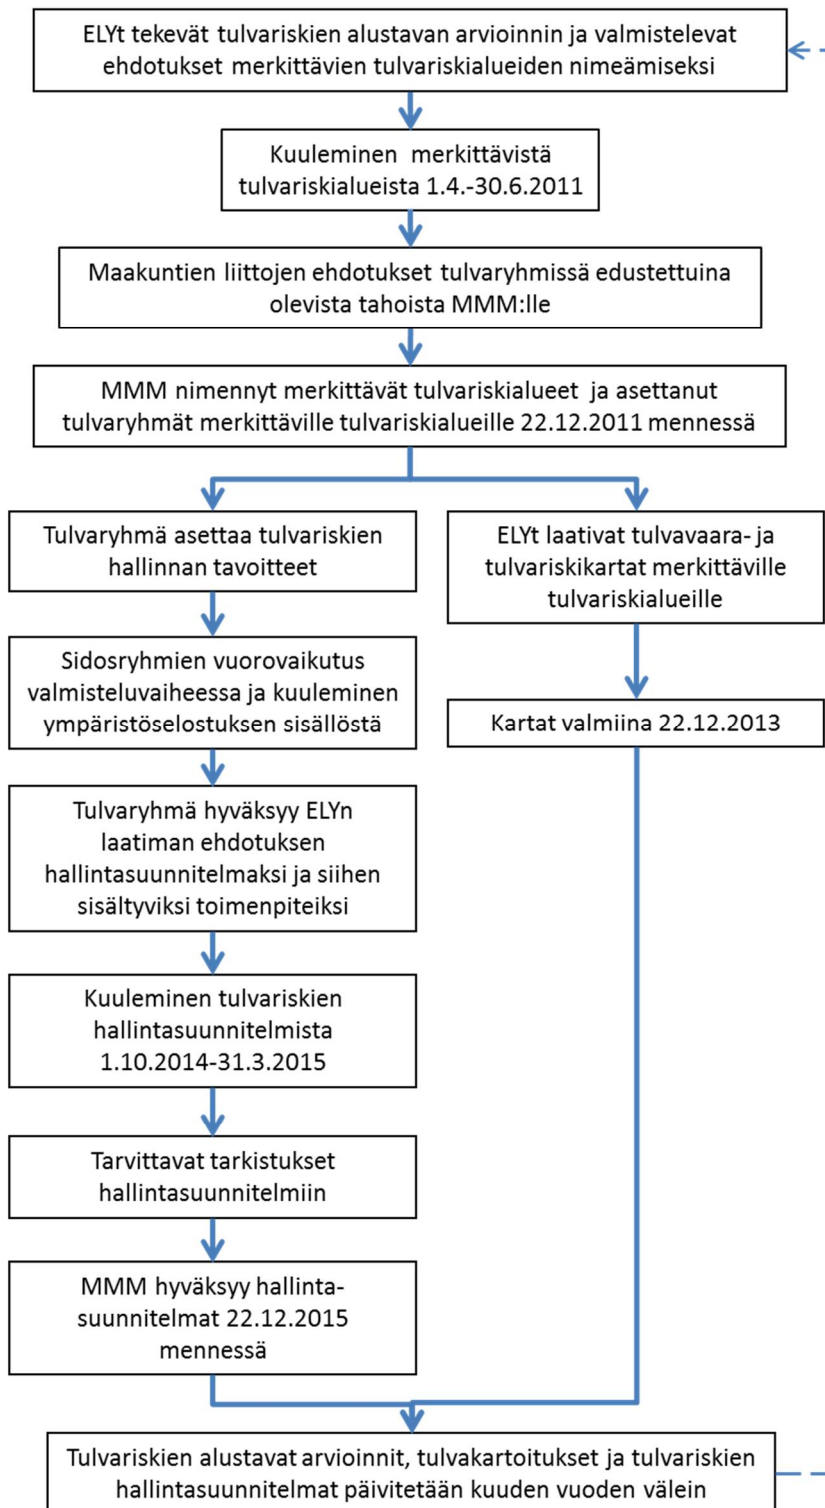 ELYt tekevät tulvariskien alustavan arvioinnin ja valmistelevat
ehdotukset merkittävien tulvariskialueiden nimeämiseksi
Kuuleminen merkittävistä
tulvariskialueista 1.4.-30.6.2011
Maakuntien liittojen ehdotukset tulvaryhmissä edustettuina
olevista tahoista MMM:lle
MMM nimennyt merkittävät tulvariskialueet ja asettanut
tulvaryhmät merkittäville tulvariskialueille 22.12.2011 mennessä
Tulvaryhmä asettaa tulvariskien
hallinnan tavoitteet
Sidosryhmien vuorovaikutus
valmisteluvaiheessa ja kuuleminen
ympäristöselostuksen sisällöstä
Tulvaryhmä hyväksyy ELYn
laatiman ehdotuksen
hallintasuunnitelmaksi ja siihen
sisältyviksi toimenpiteiksi
Kuuleminen tulvariskien
hallintasuunnitelmista
1.10.2014-31.3.2015
Tarvittavat tarkistukset
hallintasuunnitelmiin
MMM hyväksyy hallinta-
suunnitelmat 22.12.2015
mennessä
ELYt laativat tulvavaara- ja
tulvariskikartat merkittäville
tulvariskialueille
Kartat valmiina 22.12.2013
Tulvariskien alustavat arvioinnit, tulvakartoitukset ja tulvariskien
hallintasuunnitelmat päivitetään kuuden vuoden välein